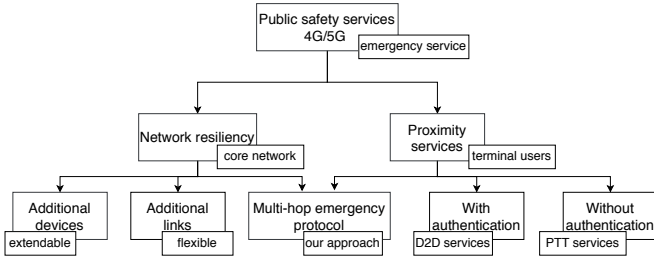 Public safety services
4G/5G
emergency service
Network resiliency
core network
Proximity
services
terminal users
Additional
devices
extendable
Additional
links
flexible
Multi-hop emergency
protocol
our approach
With
authentication
D2D services
Without
authentication
PTT services